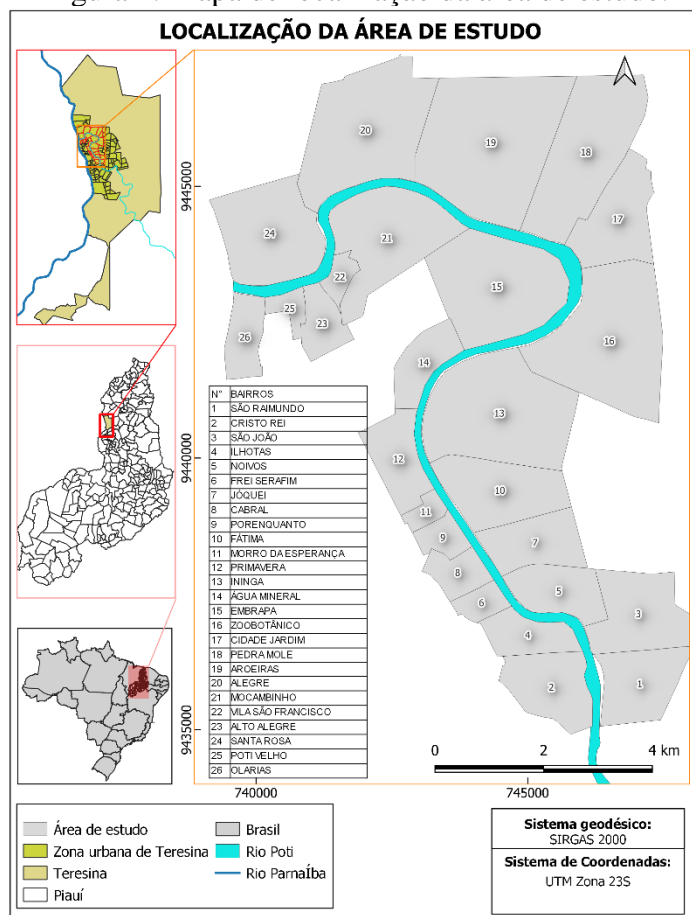 LOCALIZAÇÃO DA ÁREA DE ESTUDO
9445000
9440000
9435000
740000
745000
20
19
18
17
24
21
22
15
25
23
26
16
14
13
12
10
11
9
7
8
5
6
3
4
2
1
N° BAIRROS
1 SÃO RAIMUNDO
2 CRISTO REI
3 SÃO JOÃO
4 ILHOTAS
5 NOIVOS
6 FREI SERAFIM
7 JÓQUEI
8 CABRAL
9 PORENQUANTO
10 FÁTIMA
11 MORRO DA ESPERANÇA
12 PRIMAVERA
13 ININGA
14 ÁGUA MINERAL
15 EMBRAPA
16 ZOOBOTÂNICO
17 CIDADE JARDIM
18 PEDRA MOLE
19 AROEIRAS
20 ALEGRE
21 MOCAMBINHO
22 VILA SÃO FRANCISCO
23 ALTO ALEGRE
24 SANTA ROSA
25 POTI VELHO
26 OLARIAS
0 2 4 km
Área de estudo
Zona urbana de Teresina
Teresina
Piauí
Brasil
Rio Poti
Rio Parnaíba
Sistema geodésico:
SIRGAS 2000
Sistema de Coordenadas:
UTM Zona 23S